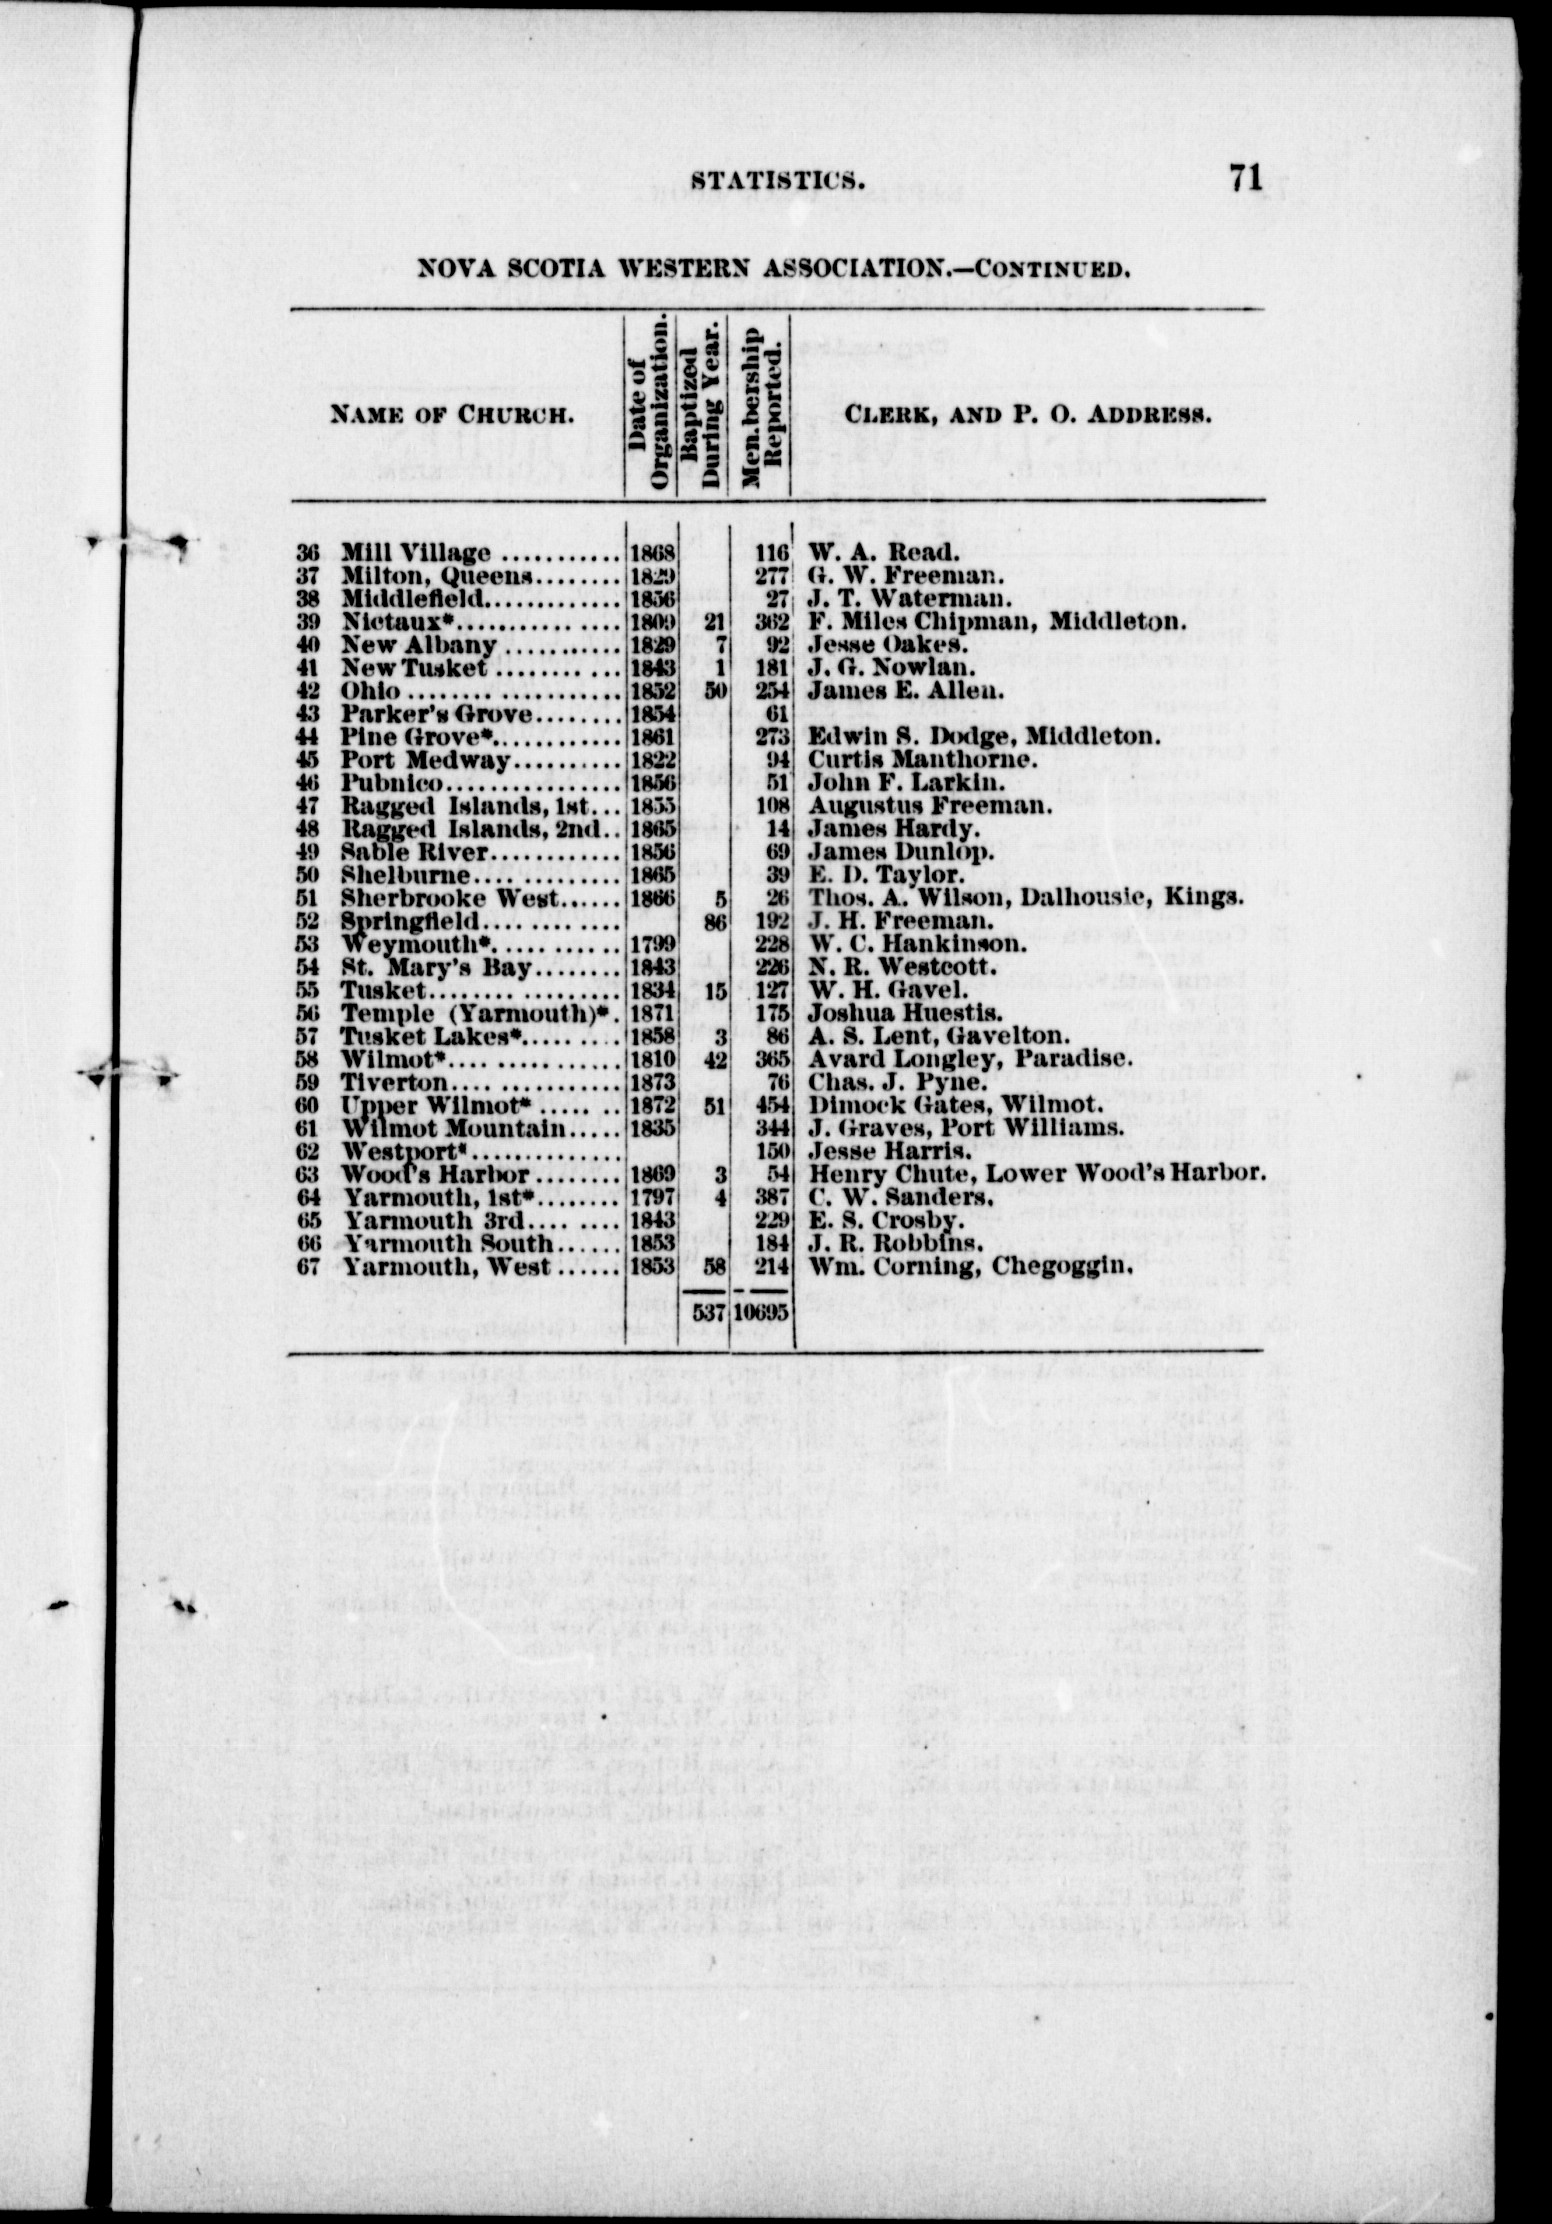 STATISTICS. 71
NOVA SCOTIA WESTERN ASSOCIATION.—CONTINUED.
NAME OF CHURCH. Date of Organization. Baptized During Year. Membership Reported. CLERK, AND P. O. ADDRESS.
36 Mill Village ........... 1868 116 W. A. Read.
37 Milton, Queens........ 1829 277 G. W. Freeman.
38 Middlefield............. 1856 27 J. T. Waterman.
39 Nictaux*............... 1809 21 362 F. Miles Chipman, Middleton.
40 New Albany ........... 1829 7 92 Jesse Oakes.
41 New Tusket ........... 1843 1 181 J. G. Nowlan.
42 Ohio .................... 1852 50 254 James E. Allen.
43 Parker's Grove........ 1854 61
44 Pine Grove*............ 1861 273 Edwin S. Dodge, Middleton.
45 Port Medway.......... 1822 94 Curtis Manthorne.
46 Pubnico................ 1856 51 John F. Larkin.
47 Ragged Islands, 1st... 1855 108 Augustus Freeman.
48 Ragged Islands, 2nd.. 1865 14 James Hardy.
49 Sable River............ 1856 69 James Dunlop.
50 Shelburne.............. 1865 39 E. D. Taylor.
51 Sherbrooke West...... 1866 5 26 Thos. A. Wilson, Dalhousie, Kings.
52 Springfield............. 86 192 J. H. Freeman.
53 Weymouth*............ 1799 228 W. C. Hankinson.
54 St. Mary's Bay........ 1843 226 N. R. Westcott.
55 Tusket.................. 1834 15 127 W. H. Gavel.
56 Temple (Yarmouth)*. 1871 175 Joshua Huestis.
57 Tusket Lakes*......... 1858 3 86 A. S. Lent, Gavelton.
58 Wilmot*................ 1810 42 365 Avard Longley, Paradise.
59 Tiverton................ 1873 76 Chas. J. Pyne.
60 Upper Wilmot* ....... 1872 51 454 Dimock Gates, Wilmot.
61 Wilmot Mountain..... 1835 344 J. Graves, Port Williams.
62 Westport*.............. 150 Jesse Harris.
63 Wood's Harbor ........ 1869 3 54 Henry Chute, Lower Wood's Harbor.
64 Yarmouth, 1st*........ 1797 4 387 C. W. Sanders.
65 Yarmouth 3rd........ 1843 229 E. S. Crosby.
66 Yarmouth South...... 1853 184 J. R. Robbins.
67 Yarmouth, West ...... 1853 58 214 Wm. Corning, Chegoggin.
537 10695